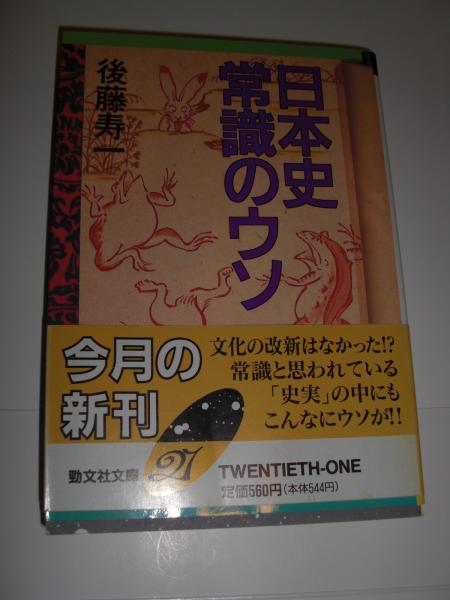 日本史
常識のウソ
後藤寿一
今月の
新刊
文化の改新はなかった!?
常識と思われている
「史実」の中にも
こんなにウソが!!
勁文社文庫
21
TWENTIETH-ONE
定価560円(本体544円)